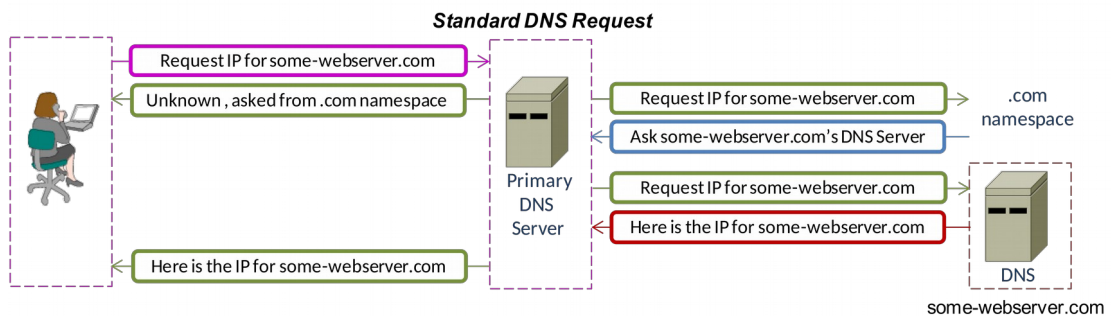 Standard DNS Request
Request IP for some-webserver.com
Unknown , asked from .com namespace
Request IP for some-webserver.com
.com
namespace
Ask some-webserver.com's DNS Server
Primary
DNS
Server
Request IP for some-webserver.com
Here is the IP for some-webserver.com
Here is the IP for some-webserver.com
DNS
some-webserver.com